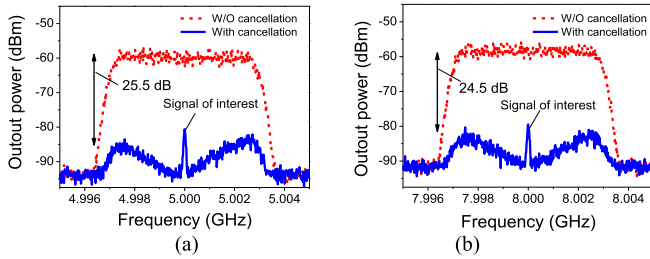 -50
-60
-70
-80
-90
Outout power (dBm)
W/O cancellation
With cancellation
25.5 dB
Signal of interest
4.996 4.998 5.000 5.002 5.004
Frequency (GHz)
(a)
-50
-60
-70
-80
-90
Outout power (dBm)
W/O cancellation
With cancellation
24.5 dB
Signal of interest
7.996 7.998 8.000 8.002 8.004
Frequency (GHz)
(b)